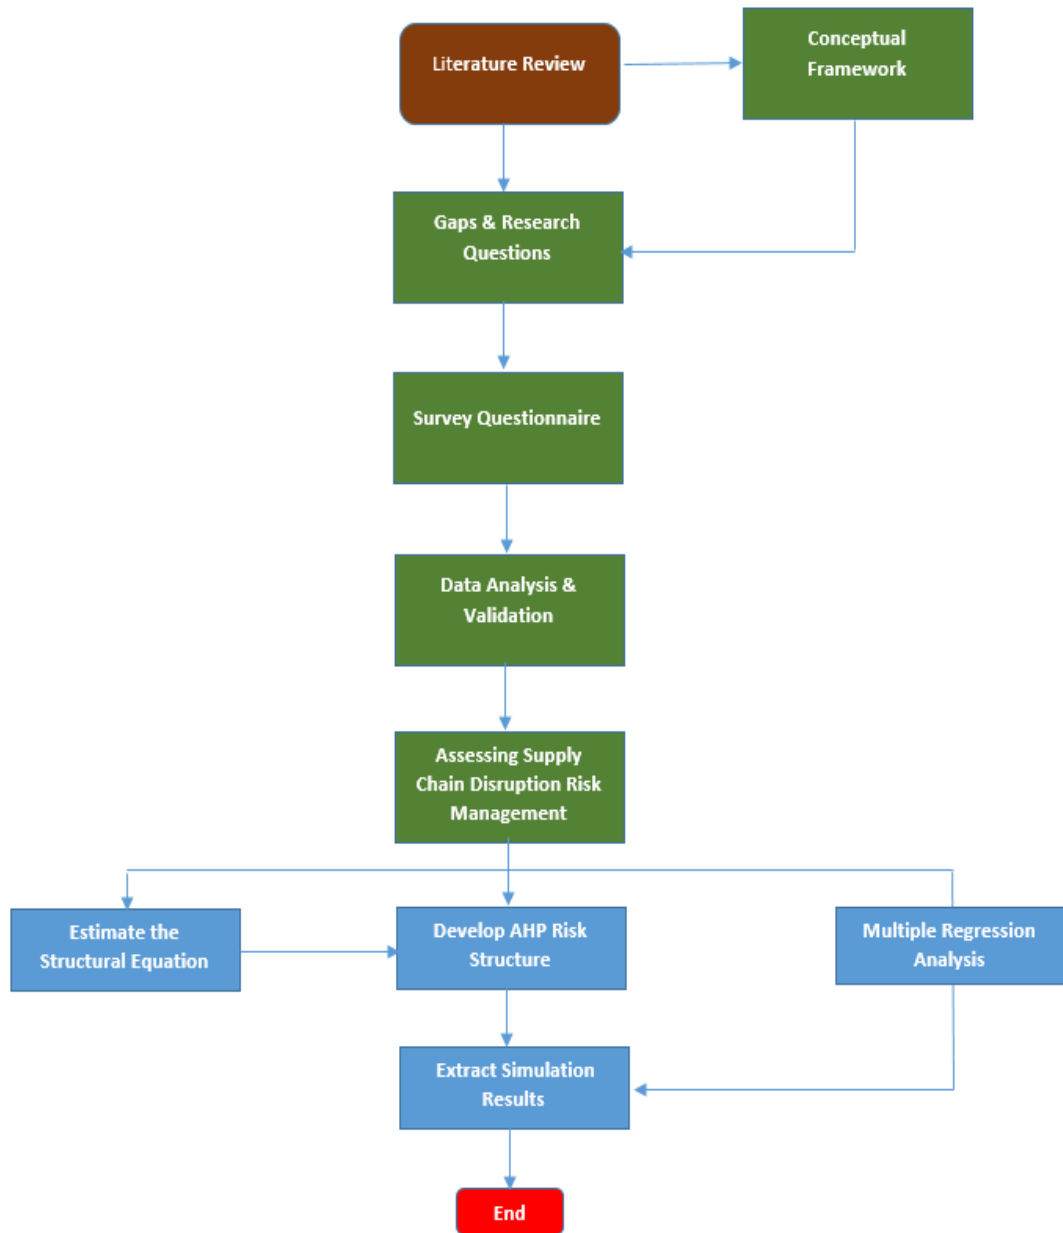 Literature Review
Conceptual
Framework
Gaps & Research
Questions
Survey Questionnaire
Data Analysis &
Validation
Assessing Supply
Chain Disruption Risk
Management
Estimate the
Structural Equation
Develop AHP Risk
Structure
Multiple Regression
Analysis
Extract Simulation
Results
End